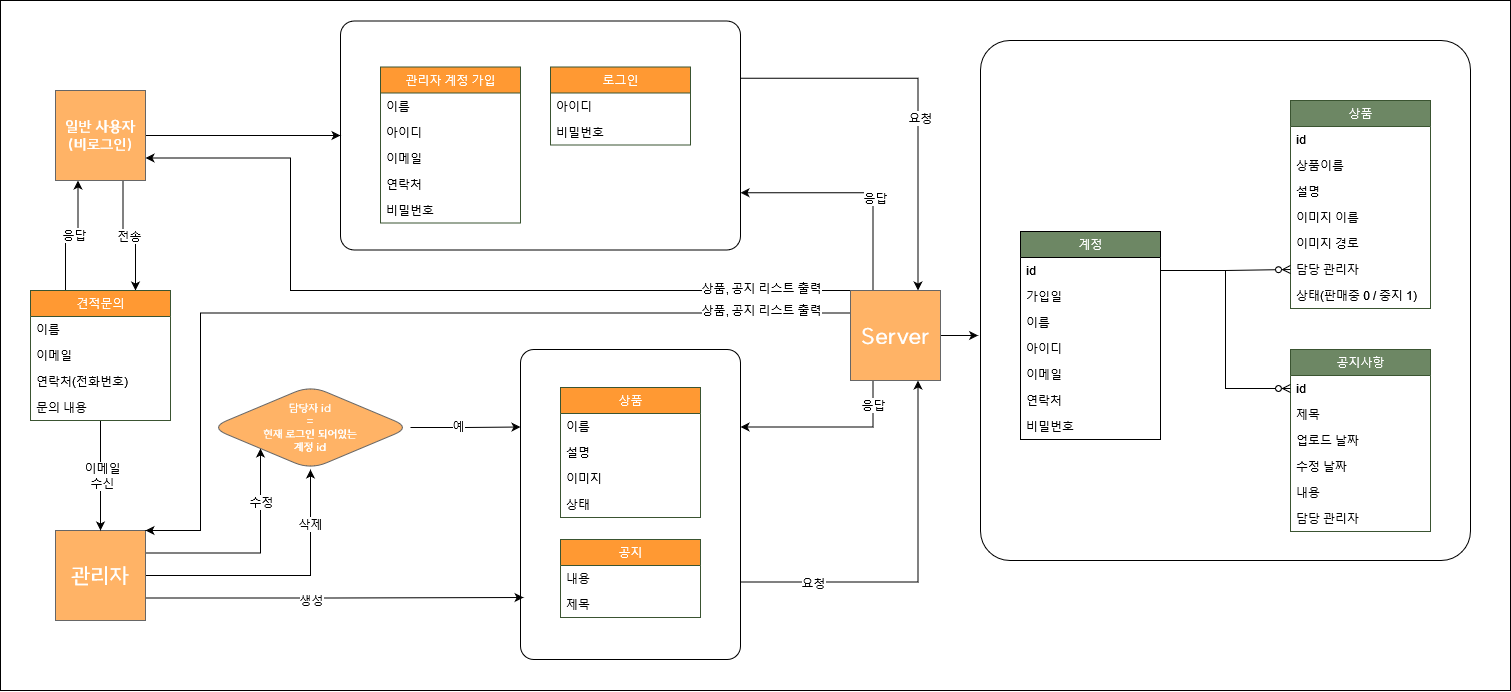 일반 사용자
(비로그인)
응답
전송
견적문의
이름
이메일
연락처(전화번호)
문의 내용
이메일
수신
관리자
관리자 계정 가입
이름
아이디
이메일
연락처
비밀번호
로그인
아이디
비밀번호
요청
응답
상품, 공지 리스트 출력
상품, 공지 리스트 출력
Server
담당자 id
=
현재 로그인 되어있는
계정 id
예
수정
삭제
생성
상품
이름
설명
이미지
상태
공지
내용
제목
응답
요청
계정
id
가입일
이름
아이디
이메일
연락처
비밀번호
상품
id
상품이름
설명
이미지 이름
이미지 경로
담당 관리자
상태(판매중 0 / 중지 1)
공지사항
id
제목
업로드 날짜
수정 날짜
내용
담당 관리자